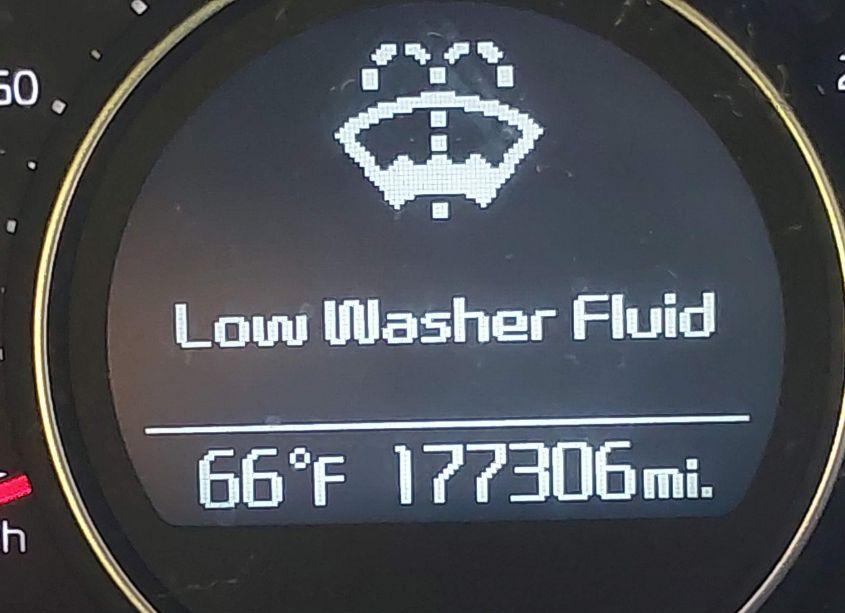 Low Washer Fluid
66°F 177306mi.
h